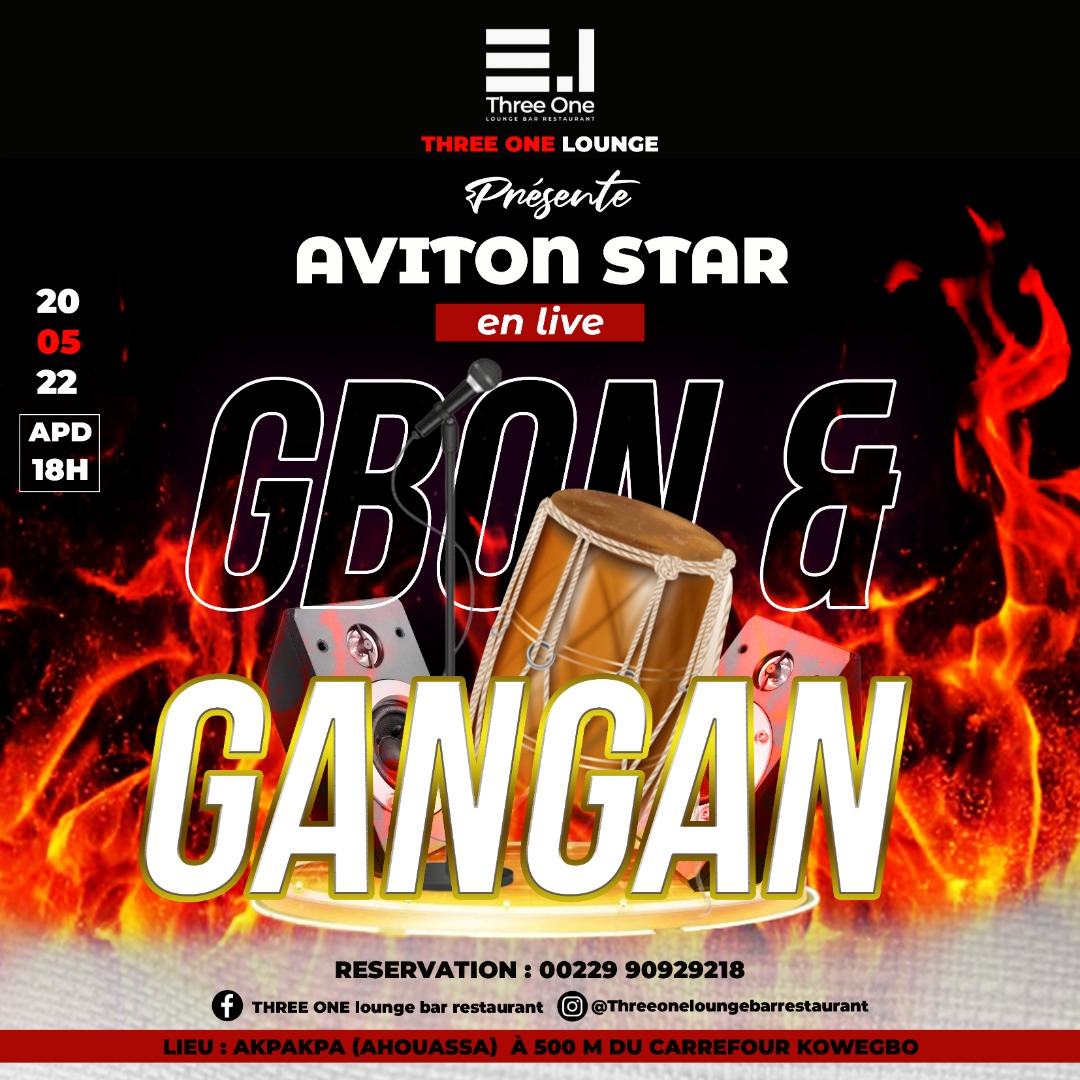 Three One
LOUNGE BAR RESTAURANT
THREE ONE LOUNGE
Présente
AVITON STAR
en live
20
05
22
APD
18H
GBON &
GANGAN
RESERVATION : 00229 90929218
THREE ONE lounge bar restaurant @Threeoneloungebarrestaurant
LIEU : AKPAKPA (AHOUASSA) À 500 M DU CARREFOUR KOWEGBO